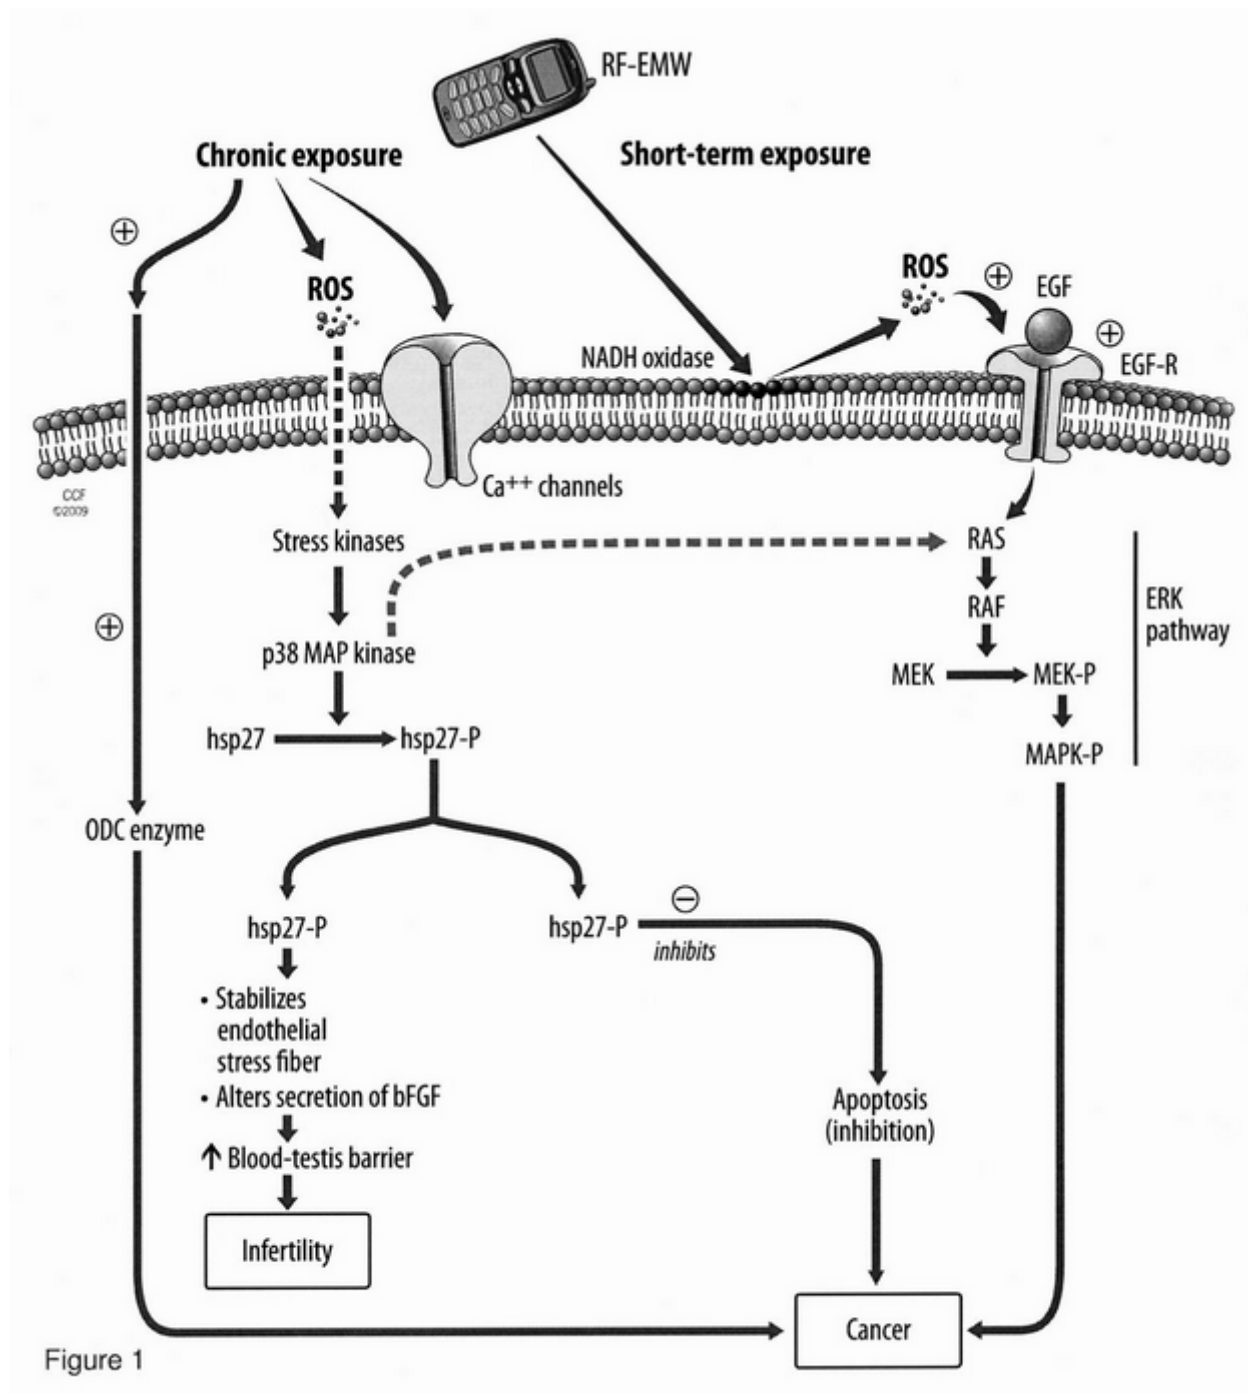 RF-EMW
Chronic exposure
Short-term exposure
+
ROS
ROS
+
EGF
+
EGF-R
NADH oxidase
Ca++ channels
CCF
©2009
Stress kinases
RAS
RAF
ERK
pathway
+
p38 MAP kinase
MEK
MEK-P
hsp27
hsp27-P
MAPK-P
ODC enzyme
hsp27-P
hsp27-P
−
inhibits
• Stabilizes
endothelial
stress fiber
• Alters secretion of bFGF
↑ Blood-testis barrier
Apoptosis
(inhibition)
Infertility
Cancer
Figure 1